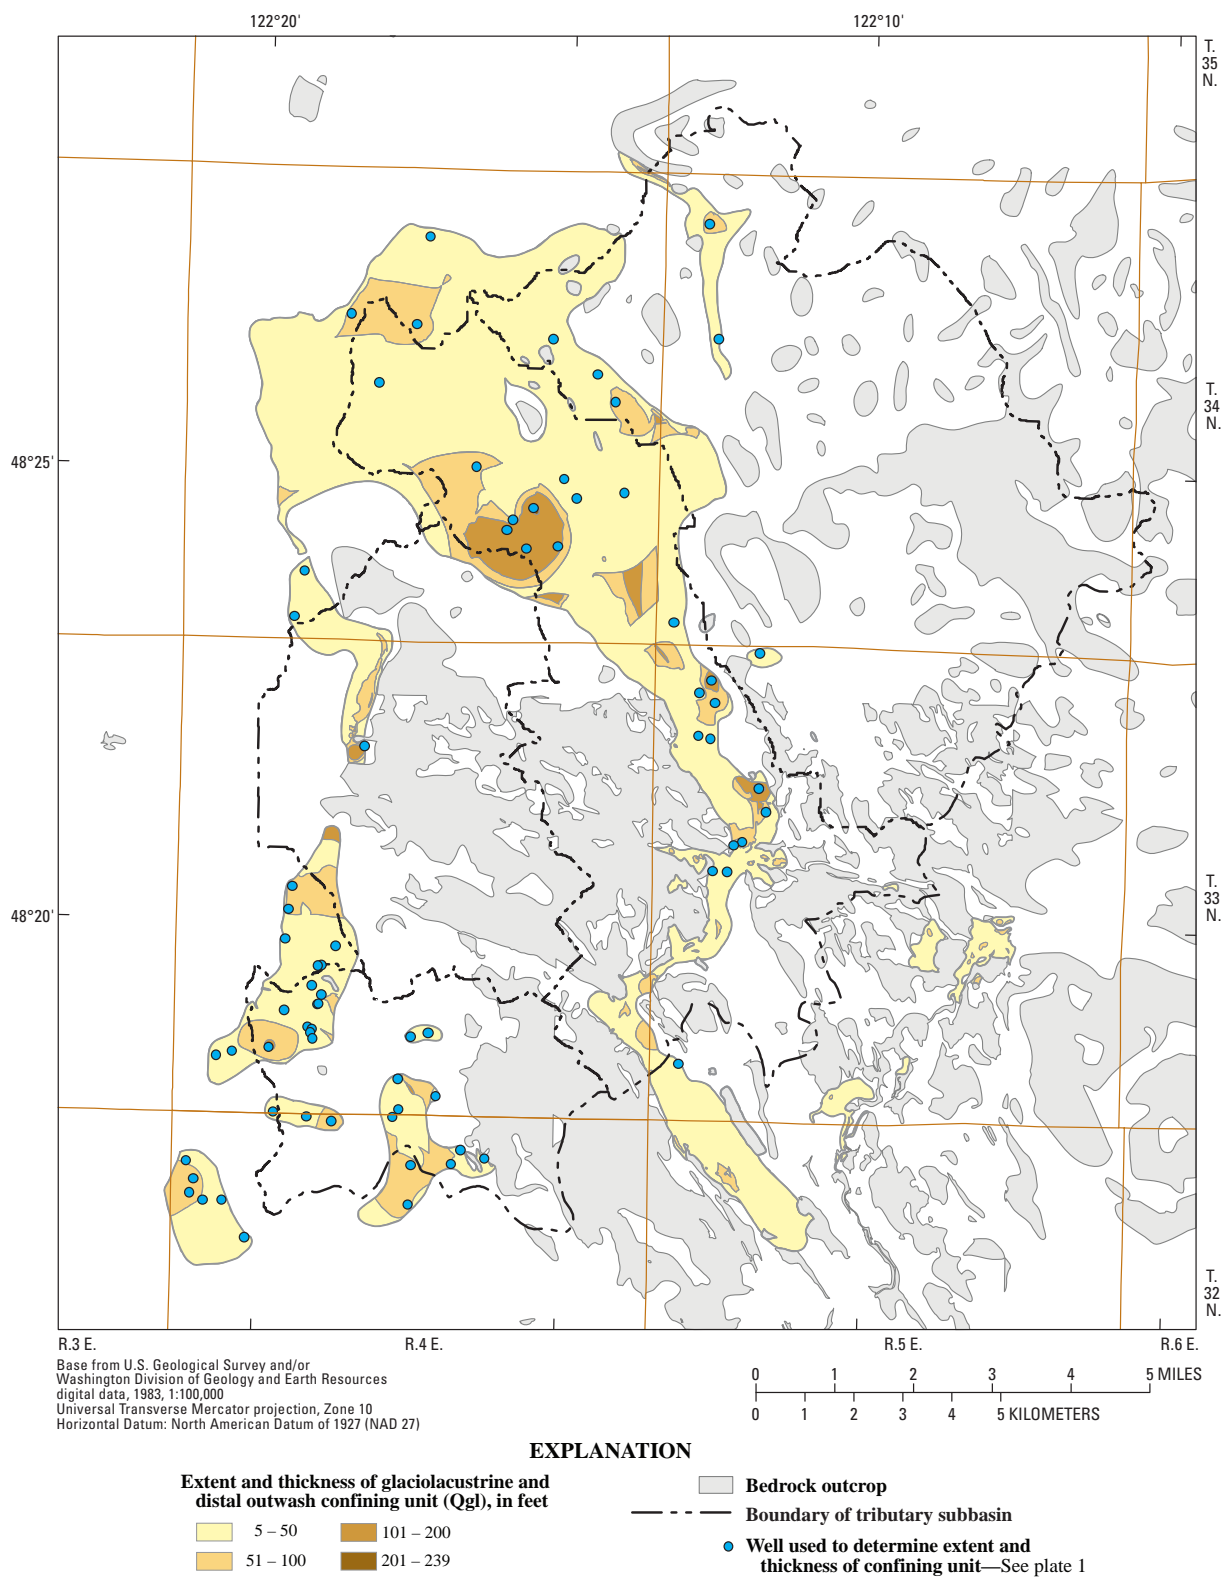 122°20'
122°10'
T.
35
N.
T.
34
N.
48°25'
T.
33
N.
48°20'
T.
32
N.
R.3 E.
R.4 E.
R.5 E.
R.6 E.
Base from U.S. Geological Survey and/or
Washington Division of Geology and Earth Resources
digital data, 1983, 1:100,000
Universal Transverse Mercator projection, Zone 10
Horizontal Datum: North American Datum of 1927 (NAD 27)
0 1 2 3 4 5 MILES
0 1 2 3 4 5 KILOMETERS
EXPLANATION
Extent and thickness of glaciolacustrine and
distal outwash confining unit (Qgl), in feet
5 – 50
101 – 200
51 – 100
201 – 239
Bedrock outcrop
Boundary of tributary subbasin
Well used to determine extent and
thickness of confining unit—See plate 1